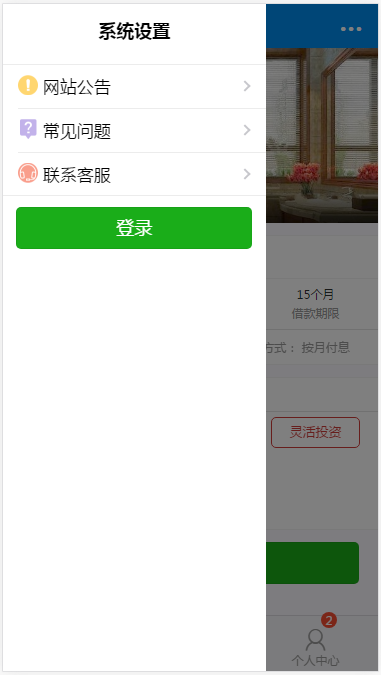 系统设置
网站公告
常见问题
联系客服
登录
15个月
借款期限
方式： 按月付息
灵活投资
2
个人中心